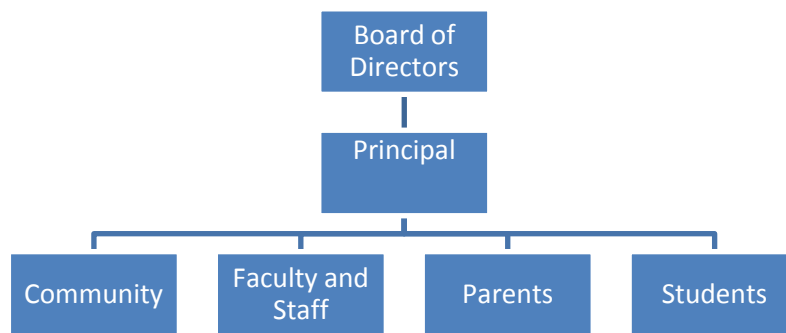 Board of
Directors
Principal
Community
Faculty and
Staff
Parents
Students